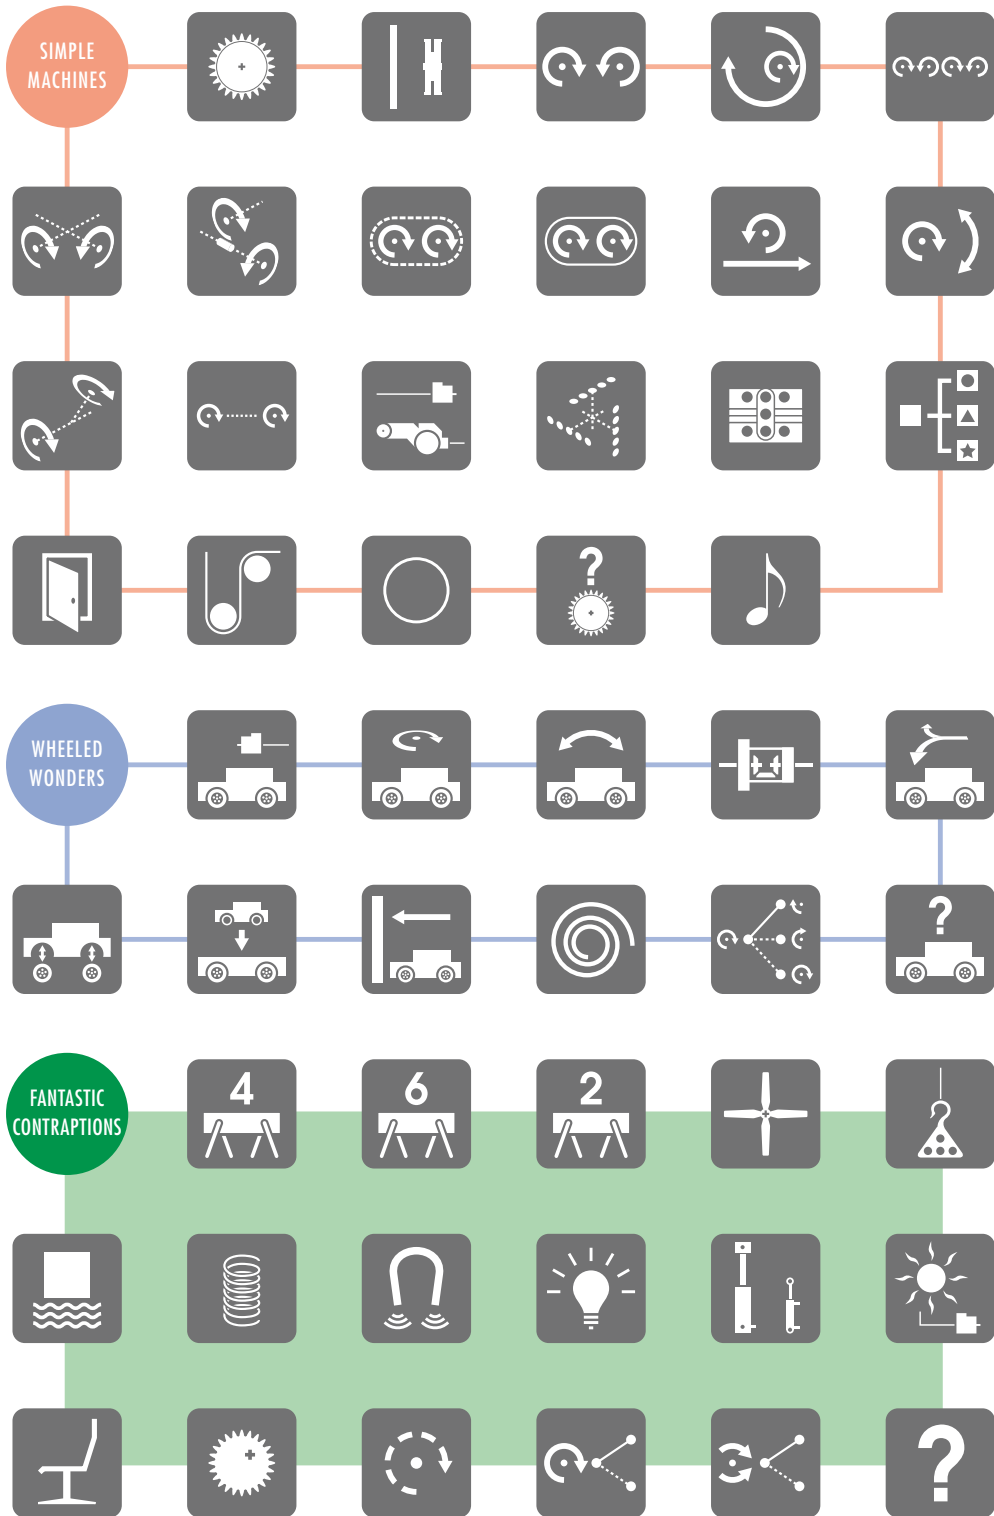 SIMPLE
MACHINES
?
WHEELED
WONDERS
?
FANTASTIC
CONTRAPTIONS
4
6
2
?